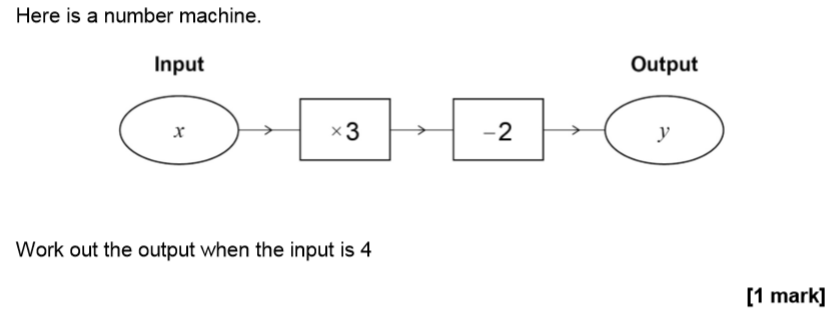 Here is a number machine.
Input Output
x ×3 −2 y
Work out the output when the input is 4
[1 mark]